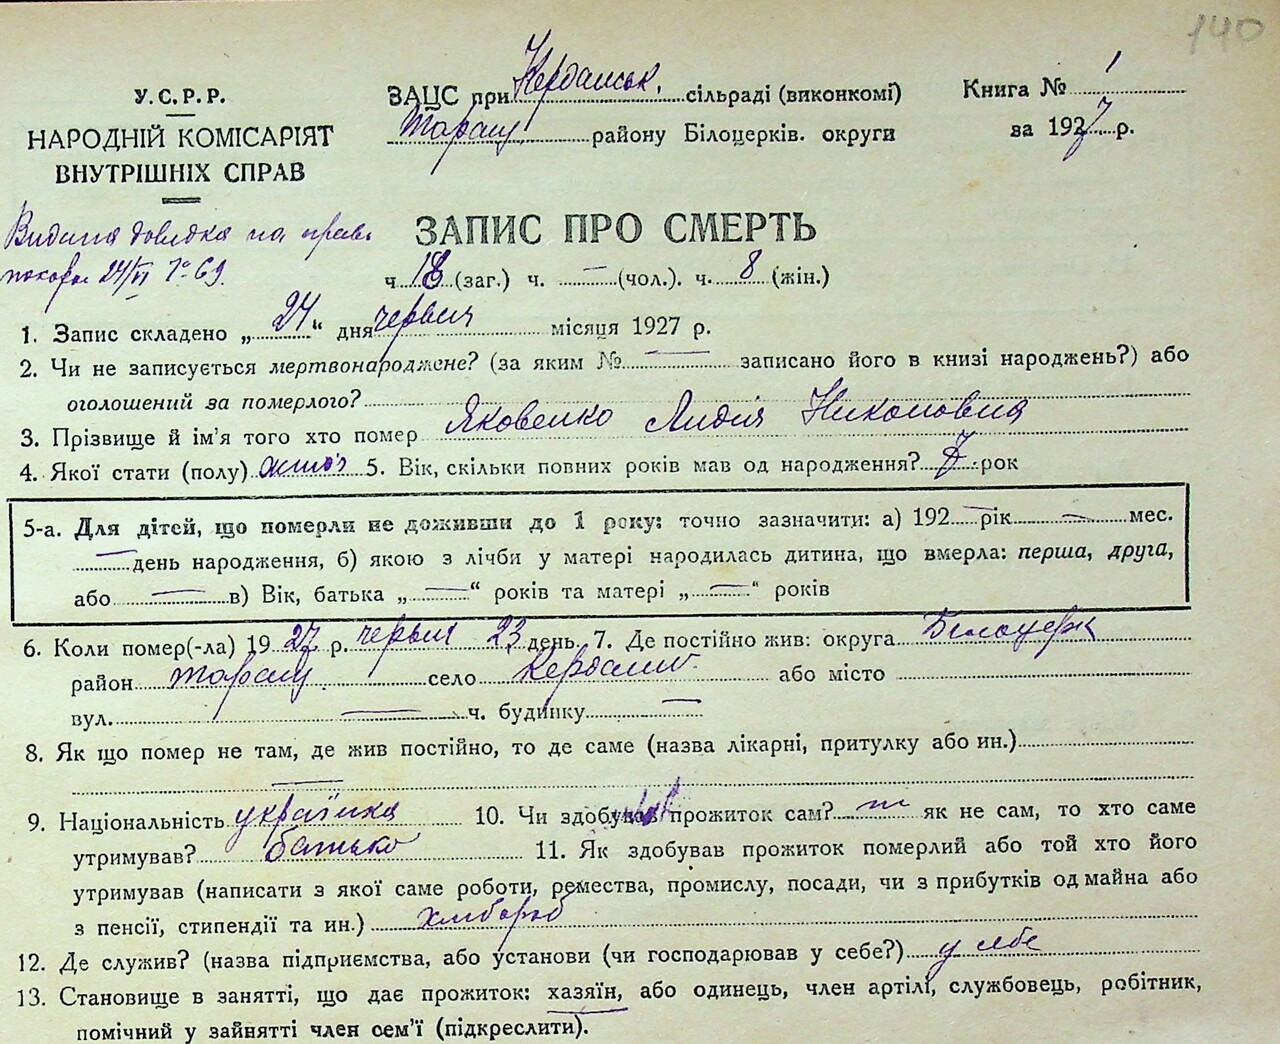 140
У.С.Р.Р.
НАРОДНІЙ КОМІСАРІЯТ
ВНУТРІШНІХ СПРАВ
ЗАЦС при Керданськ. сільраді (виконкомі)
Таращ району Білоцерків. округи
Книга № 1
за 1927 р.
Видана довідка на право
похорон 24/VI № 69.
ЗАПИС ПРО СМЕРТЬ
ч 18 (заг.) ч. — (чол.). ч. 8 (жін.)
1. Запис складено „ 24 “ дня червня місяця 1927 р.
2. Чи не записується мертвонароджене? (за яким № — записано його в книзі народжень?) або
оголошений за померлого?
3. Прізвище й ім'я того хто помер Яковенко Лидія Никоновна
4. Якої стати (полу) 5. Вік, скільки повних років мав од народження? 7 рок
5-а. Для дітей, що померли не доживши до 1 року: точно зазначити: а) 192 — рік — мес.
— день народження, б) якою з лічби у матері народилась дитина, що вмерла: перша, друга,
або — в) Вік, батька „ — “ років та матері „ — “ років
6. Коли помер(-ла) 1927 р. червня 23 день. 7. Де постійно жив: округа Білоцерк
район Таращ село або місто
вул. — ч. будинку —
8. Як що помер не там, де жив постійно, то де саме (назва лікарні, притулку або ин.)
—
9. Національність українка 10. Чи здобував прожиток сам? ні як не сам, то хто саме
утримував? батько 11. Як здобував прожиток померлий або той хто його
утримував (написати з якої саме роботи, ремества, промислу, посади, чи з прибутків од майна або
з пенсії, стипендії та ин.) хлібороб
12. Де служив? (назва підприємства, або установи (чи господарював у себе?) у себе
13. Становище в занятті, що дає прожиток: хазяїн, або одинець, член артілі, службовець, робітник,
помічний у зайнятті член сем'ї (підкреслити).